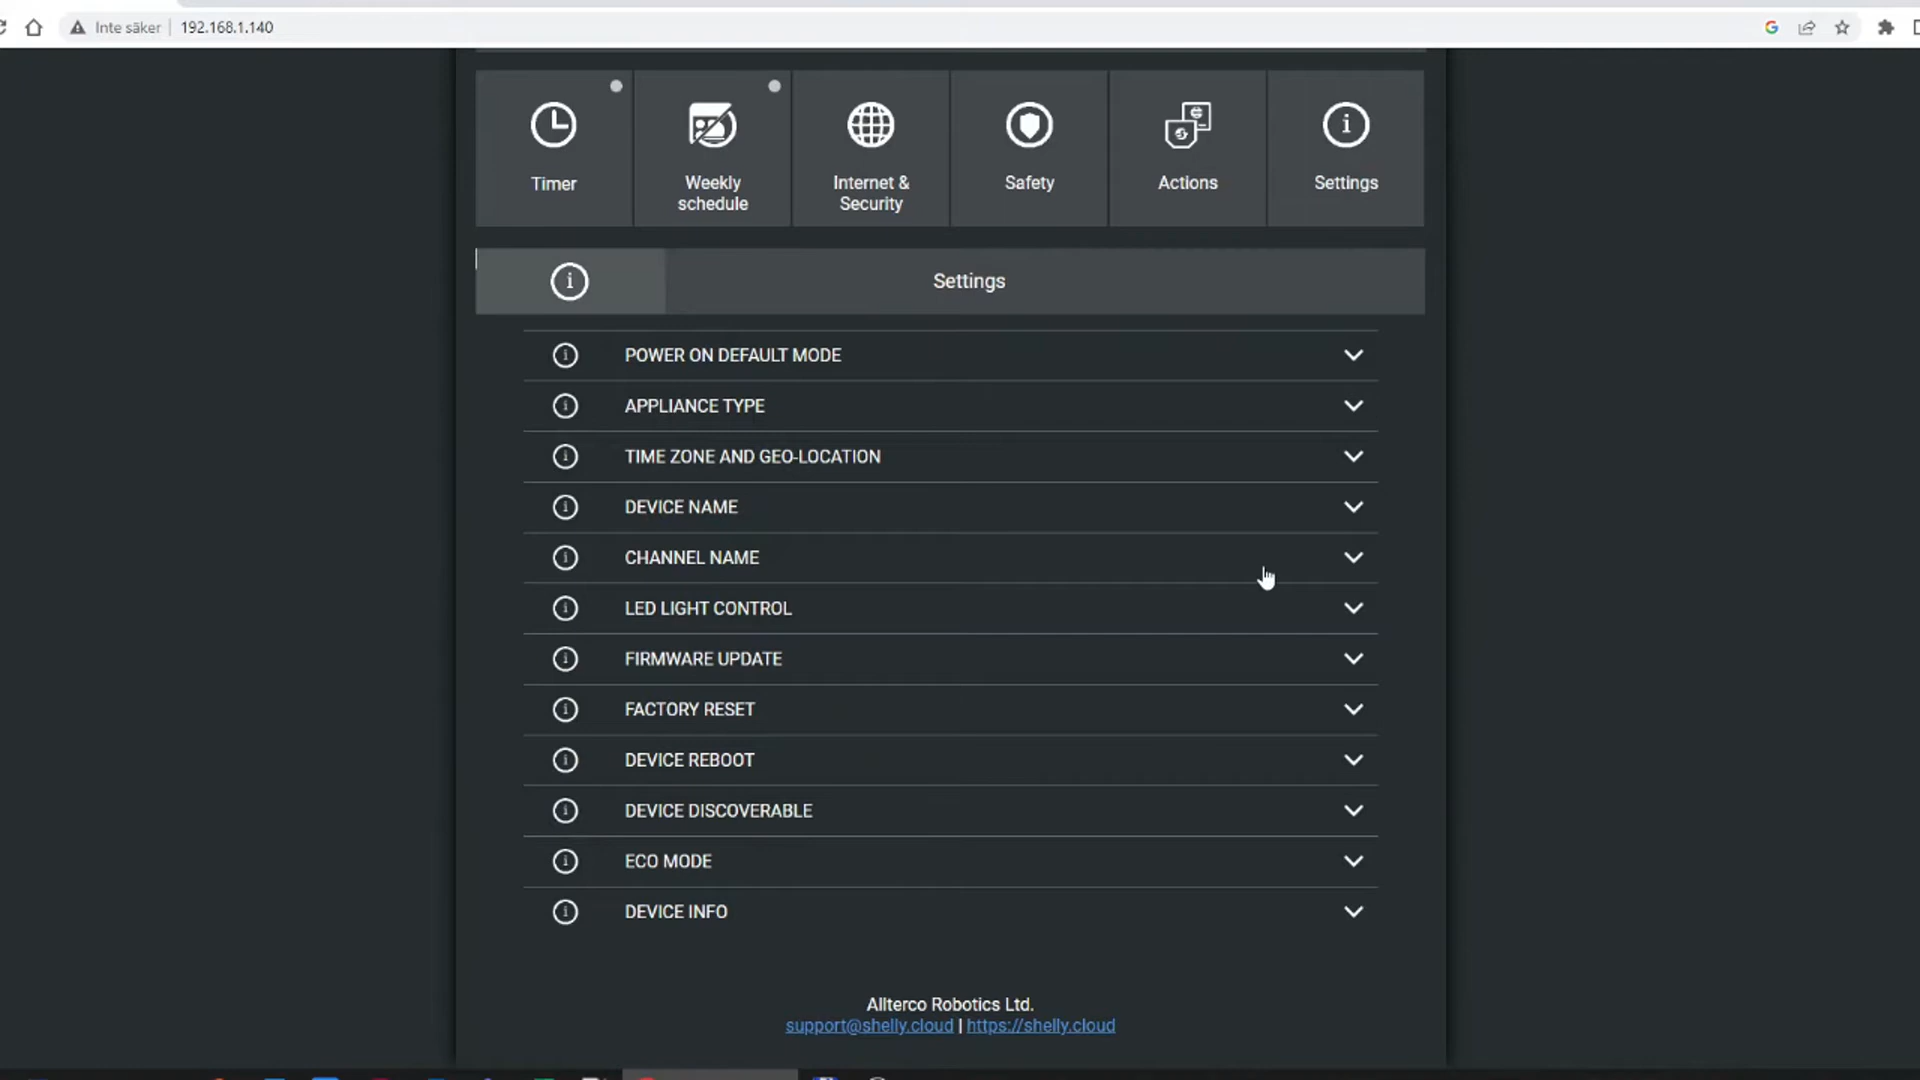 Inte säker
192.168.1.140
Timer
Weekly
schedule
Internet &
Security
Safety
Actions
Settings
Settings
POWER ON DEFAULT MODE
APPLIANCE TYPE
TIME ZONE AND GEO-LOCATION
DEVICE NAME
CHANNEL NAME
LED LIGHT CONTROL
FIRMWARE UPDATE
FACTORY RESET
DEVICE REBOOT
DEVICE DISCOVERABLE
ECO MODE
DEVICE INFO
Allterco Robotics Ltd.
support@shelly.cloud | https://shelly.cloud